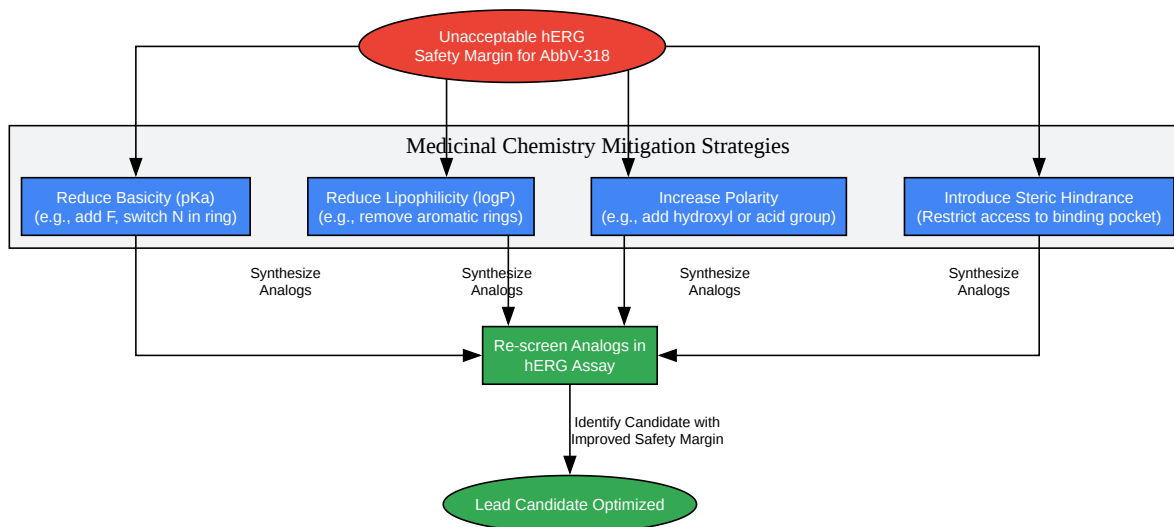 Unacceptable hERG
Safety Margin for AbbV-318
Medicinal Chemistry Mitigation Strategies
Reduce Basicity (pKa)
(e.g., add F, switch N in ring)
Reduce Lipophilicity (logP)
(e.g., remove aromatic rings)
Increase Polarity
(e.g., add hydroxyl or acid group)
Introduce Steric Hindrance
(Restrict access to binding pocket)
Synthesize
Analogs
Synthesize
Analogs
Synthesize
Analogs
Synthesize
Analogs
Re-screen Analogs in
hERG Assay
Identify Candidate with
Improved Safety Margin
Lead Candidate Optimized